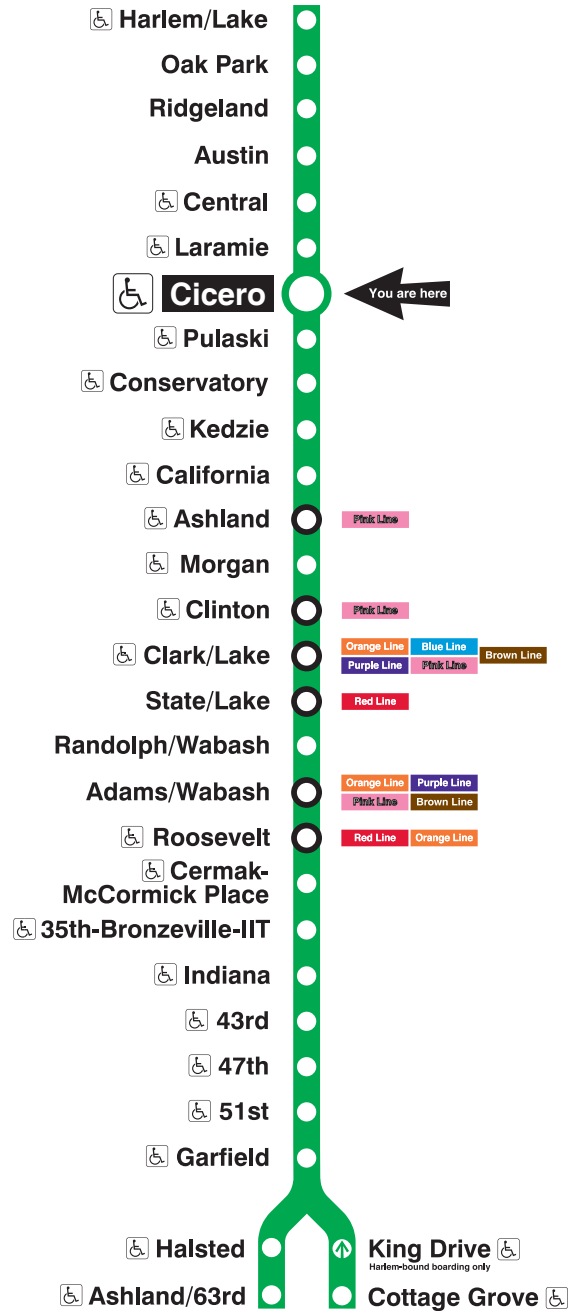 Harlem/Lake
Oak Park
Ridgeland
Austin
Central
Laramie
Cicero
You are here
Pulaski
Conservatory
Kedzie
California
Ashland
Pink Line
Morgan
Clinton
Pink Line
Clark/Lake
Orange Line Blue Line
Brown Line
Purple Line Pink Line
State/Lake
Red Line
Randolph/Wabash
Adams/Wabash
Orange Line Purple Line
Pink Line Brown Line
Roosevelt
Red Line Orange Line
Cermak-
McCormick Place
35th-Bronzeville-IIT
Indiana
43rd
47th
51st
Garfield
Halsted
King Drive
Harlem-bound boarding only
Ashland/63rd
Cottage Grove